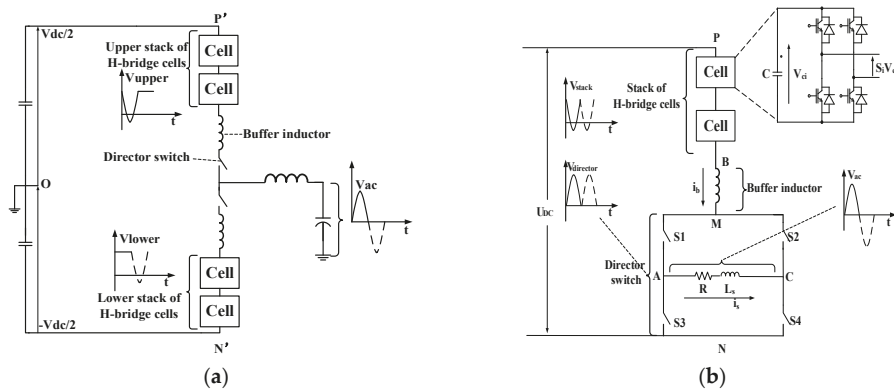 P'
Vdc/2
Upper stack of
H-bridge cells
Cell
Vupper
Cell
t
Buffer inductor
Director switch
O
Vac
t
Vlower
t
Cell
Lower stack of
H-bridge cells
Cell
-Vdc/2
N'
(a)
P
Cell
C
Vci
SiVc
Vstack
Stack of
H-bridge cells
t
Cell
Vdirector
B
Vac
ib
Buffer inductor
t
UDC
M
t
S1
S2
Director
switch
A
C
R
Ls
is
S3
S4
N
(b)